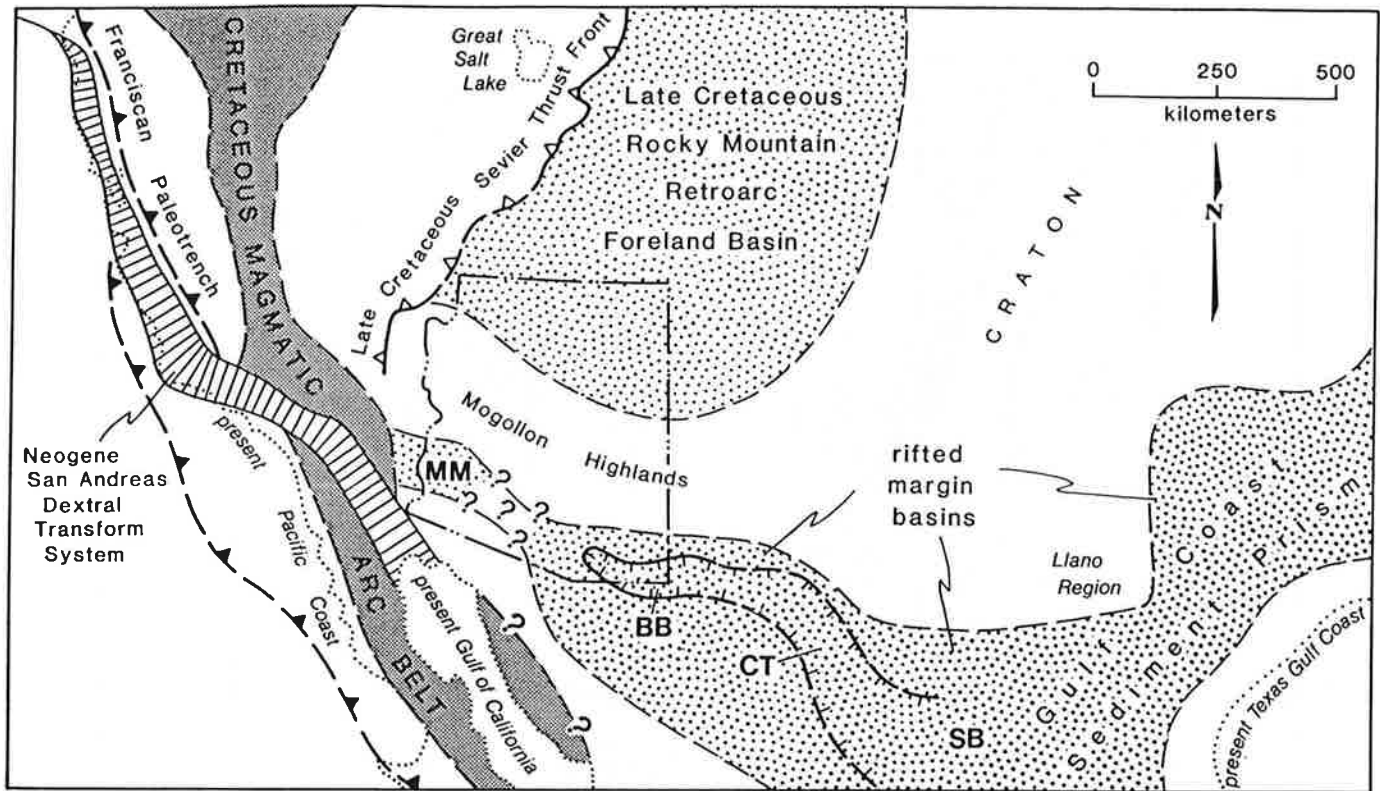 Franciscan
Paleotrench
CRETACEOUS MAGMATIC
ARC
BELT
Great
Salt
Lake
Late Cretaceous Sevier Thrust Front
Late Cretaceous
Rocky Mountain
Retroarc
Foreland Basin
0 250 500
kilometers
N
CRATON
Mogollon
Highlands
MM
?
?
?
?
?
?
rifted
margin
basins
Neogene
San Andreas
Dextral
Transform
System
present
Pacific
Coast
present Gulf of California
BB
CT
SB
Llano
Region
Gulf Coast
Sediment Prism
present Texas Gulf Coast